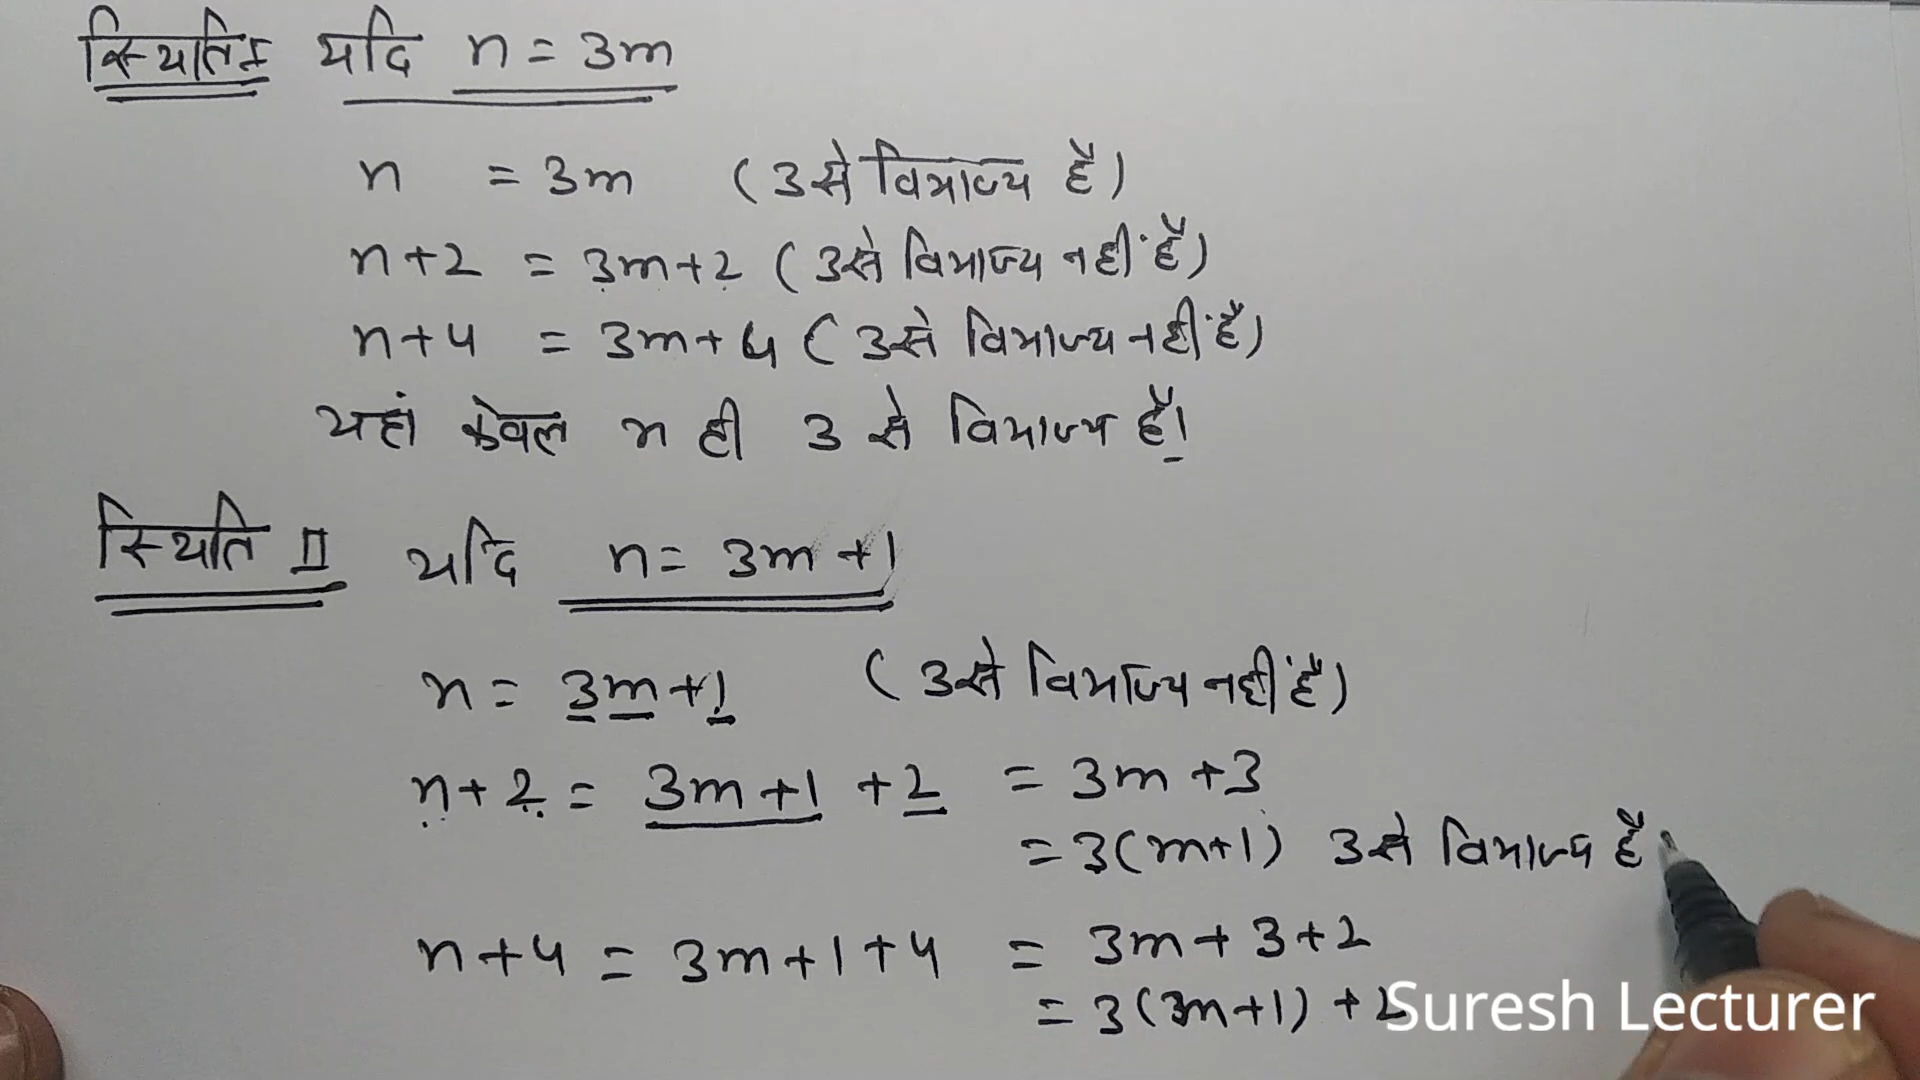 स्थिति I यदि n = 3m
n = 3m (3 से विभाज्य है)
n+2 = 3m+2 (3 से विभाज्य नहीं है)
n+4 = 3m+4 (3 से विभाज्य नहीं है)
यहां केवल n ही 3 से विभाज्य है।
स्थिति II यदि n = 3m+1
n = 3m+1 (3 से विभाज्य नहीं है)
n+2 = 3m+1 +2 = 3m+3
= 3(m+1) 3 से विभाज्य है
n+4 = 3m+1+4 = 3m+3+2
= 3(3m+1)+2
Suresh Lecturer